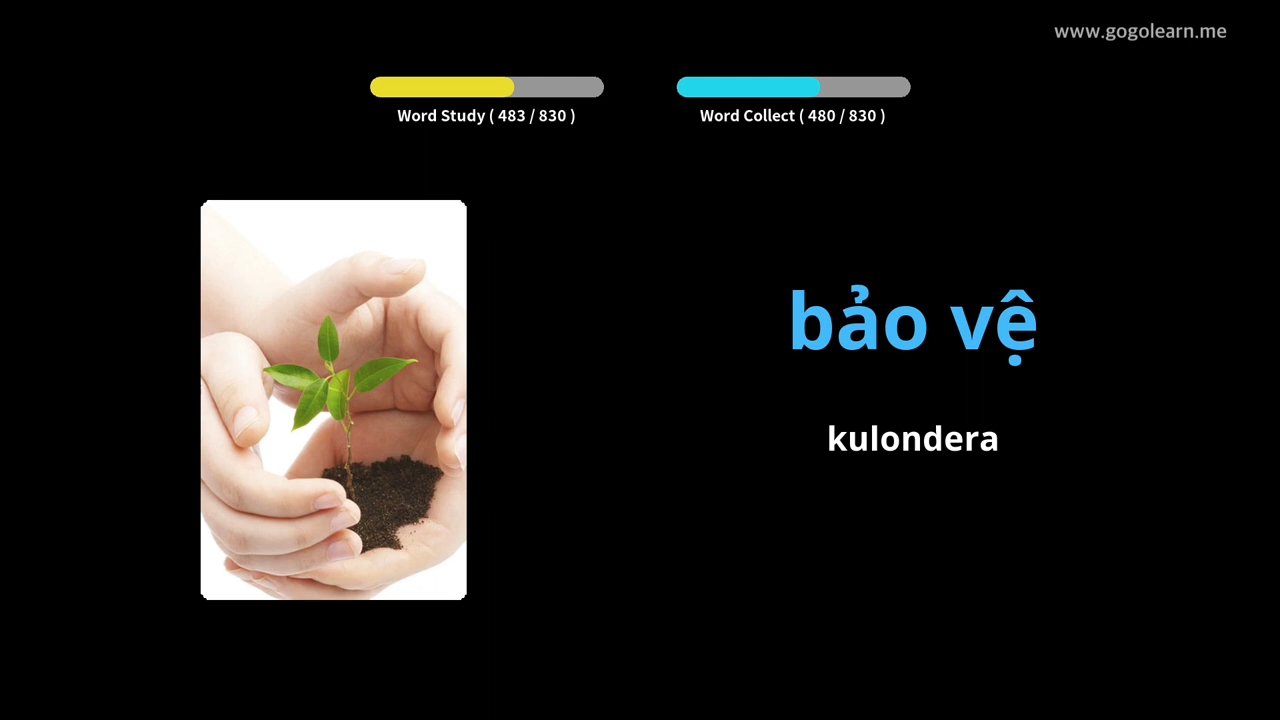 www.gogolearn.me
Word Study ( 483 / 830 )
Word Collect ( 480 / 830 )
bảo vệ
kulondera